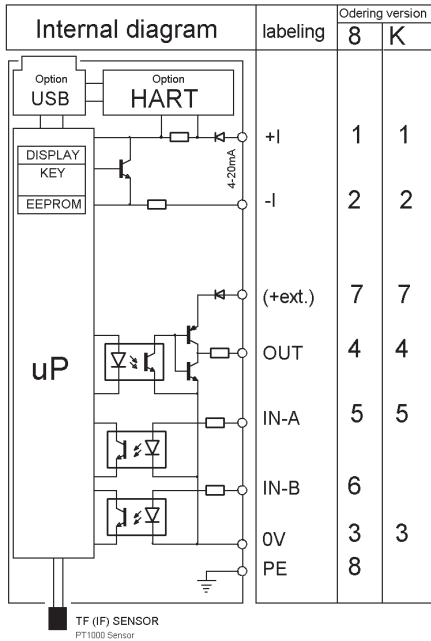 Internal diagram
labeling
Odering version
8 K
Option
USB
Option
HART
DISPLAY
KEY
EEPROM
4-20mA
uP
+I 1 1
-I 2 2
(+ext.) 7 7
OUT 4 4
IN-A 5 5
IN-B 6
0V 3 3
PE 8
TF (IF) SENSOR
PT1000 Sensor